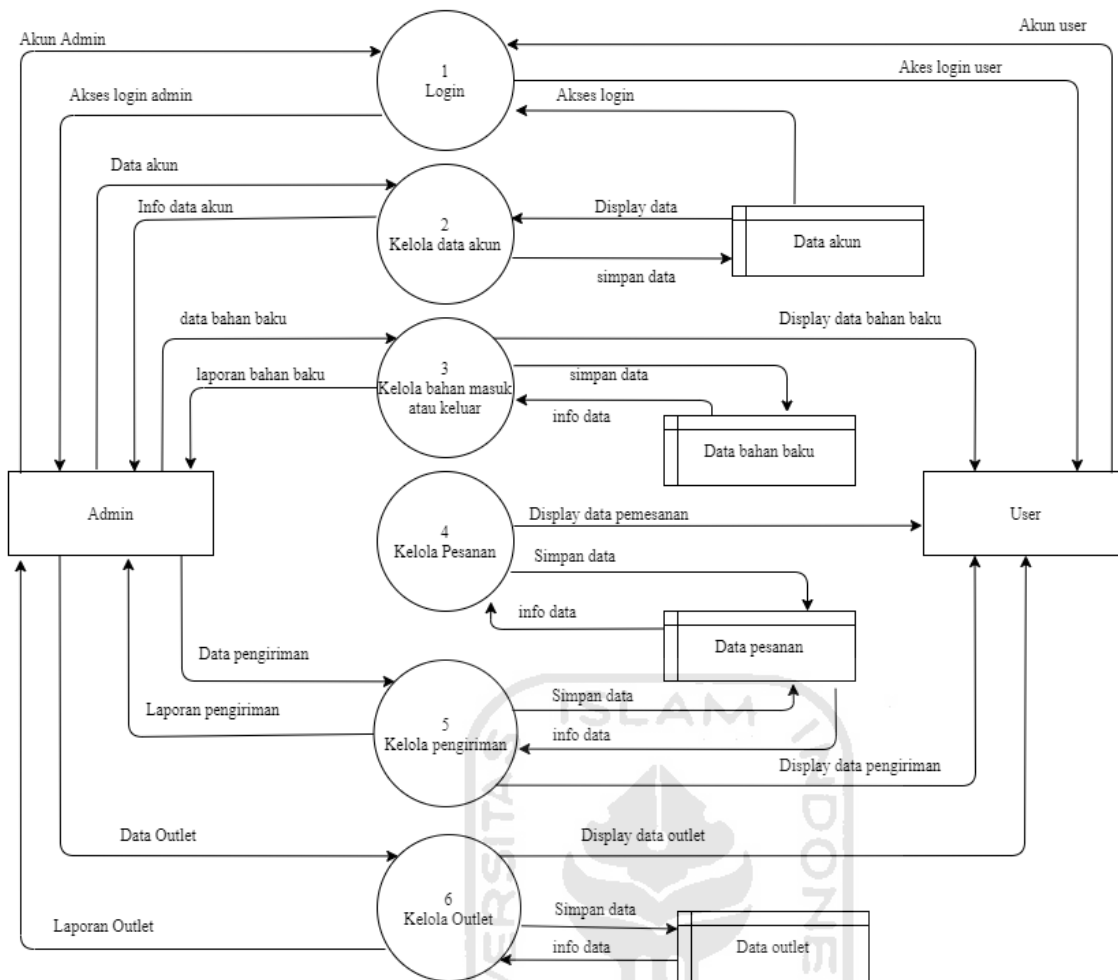 Akun Admin
Akun user
1
Login
Akes login user
Akses login admin
Akses login
Data akun
Info data akun
2
Kelola data akun
Display data
Data akun
simpan data
data bahan baku
Display data bahan baku
3
Kelola bahan masuk
atau keluar
laporan bahan baku
simpan data
info data
Data bahan baku
Admin
4
Kelola Pesanan
Display data pemesanan
User
Simpan data
info data
Data pesanan
Data pengiriman
Laporan pengiriman
5
Kelola pengiriman
Simpan data
info data
Display data pengiriman
Data Outlet
Display data outlet
6
Kelola Outlet
Laporan Outlet
Simpan data
info data
Data outlet
ISLAM
VERSITAS
INDONE